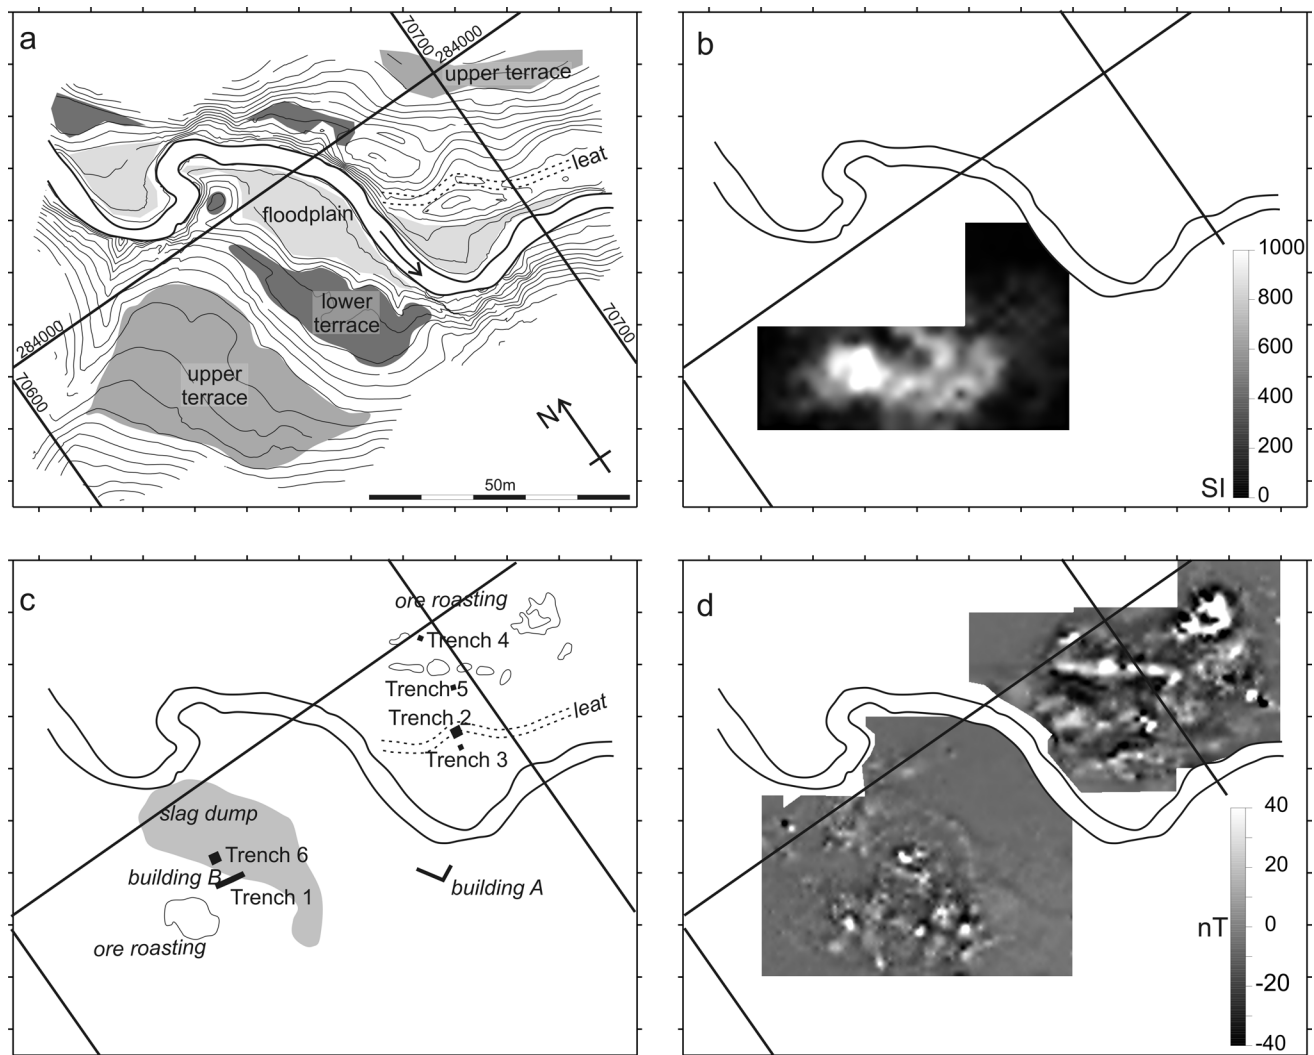 a
70700
284000
upper terrace
leat
floodplain
lower
terrace
upper
terrace
284000
70600
70700
N
50m
b
1000
800
600
400
200
0
SI
c
ore roasting
Trench 4
Trench 5
Trench 2
leat
Trench 3
slag dump
Trench 6
building B
Trench 1
building A
ore roasting
d
40
20
0
-20
-40
nT